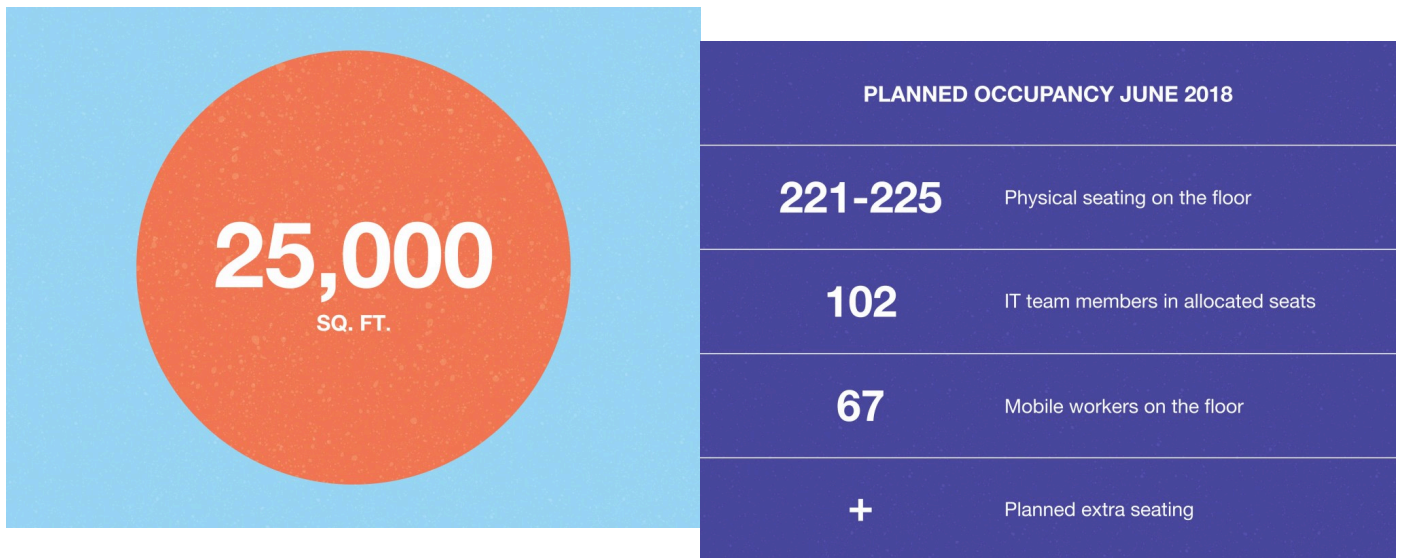 25,000
SQ. FT.
PLANNED OCCUPANCY JUNE 2018
221-225 Physical seating on the floor
102 IT team members in allocated seats
67 Mobile workers on the floor
+ Planned extra seating